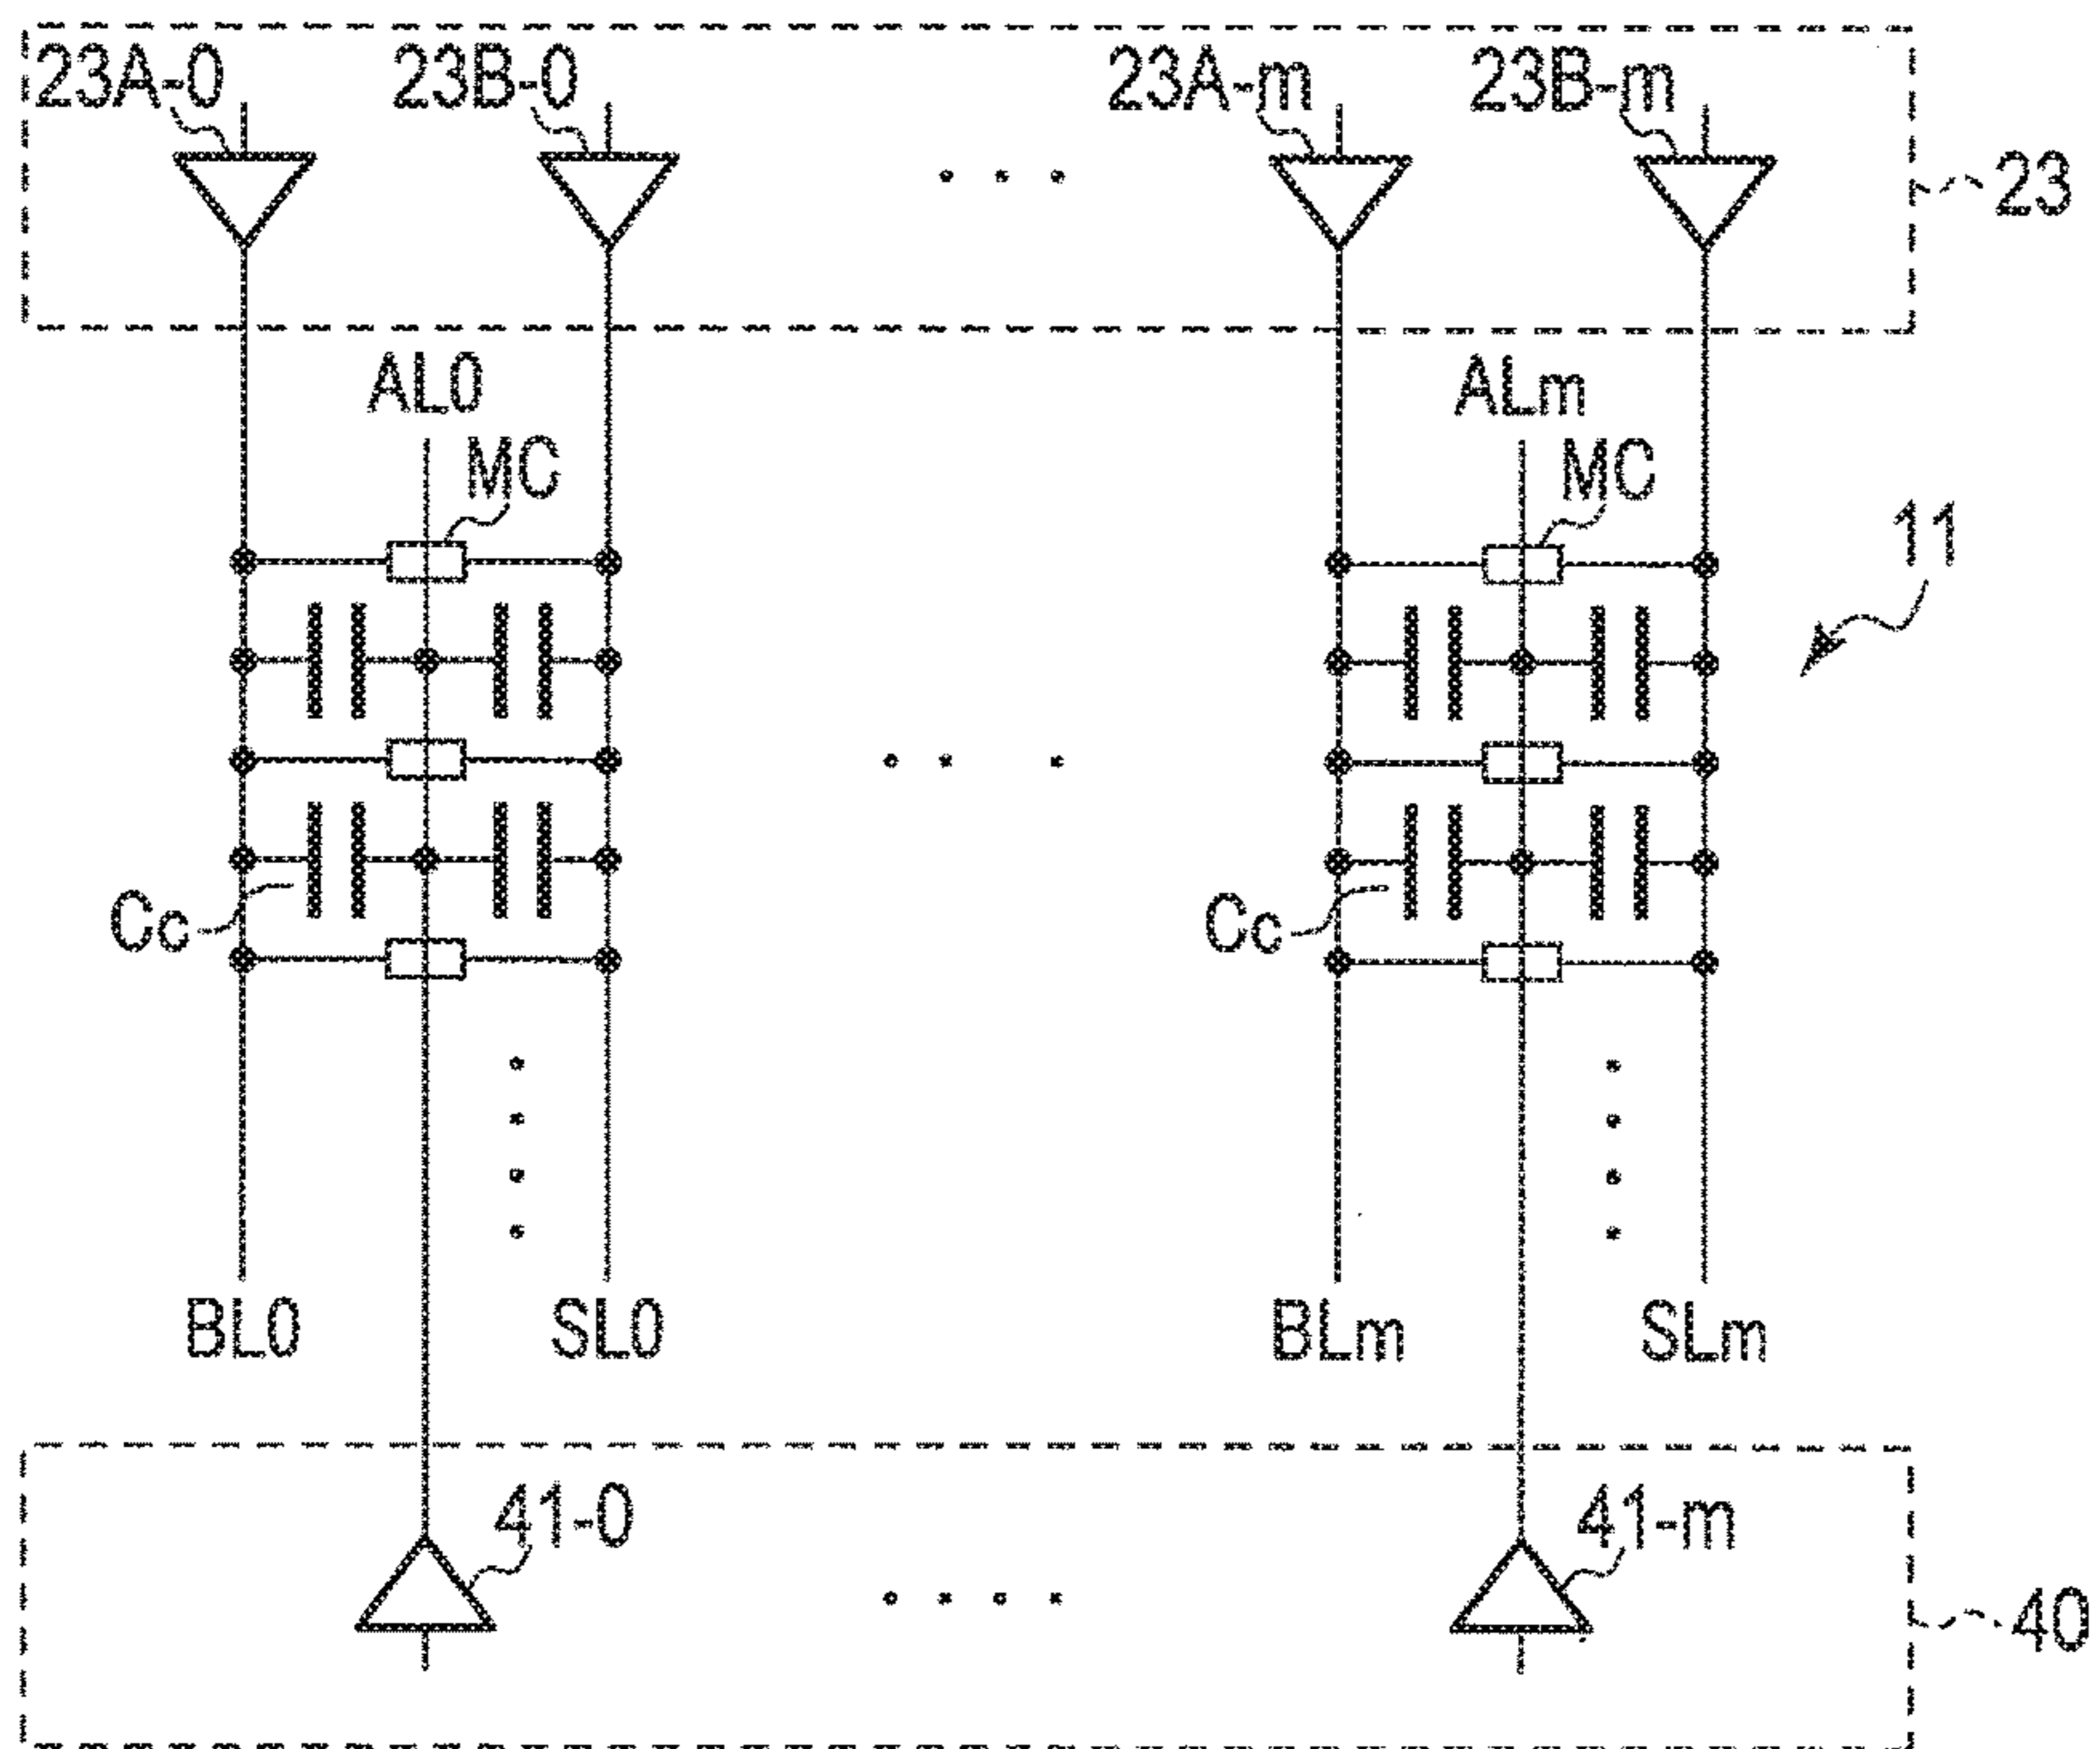 23A-0 23B-0 23A-m 23B-m
23
AL0 ALm
MC MC
11
Cc Cc
BL0 SL0 BLm SLm
41-0 41-m
40